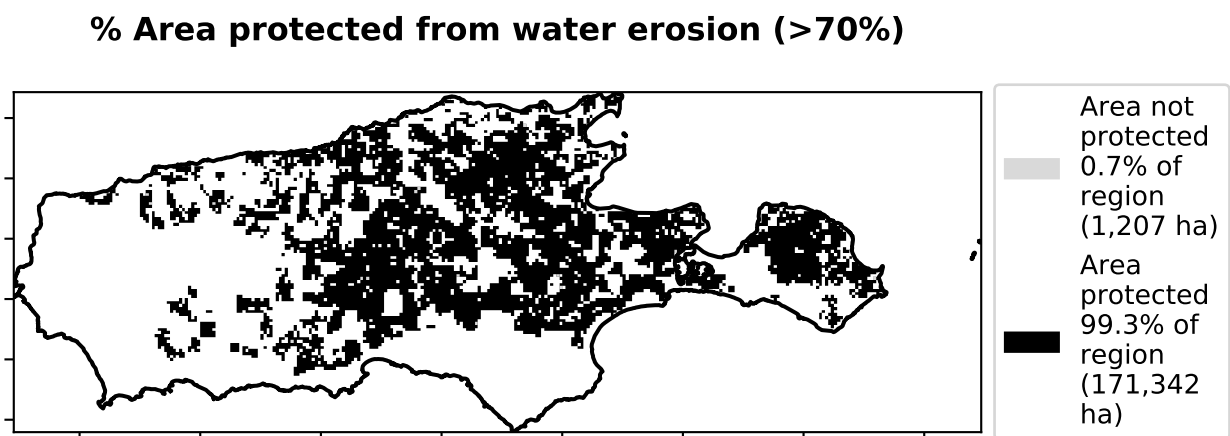 % Area protected from water erosion (>70%)
Area not
protected
0.7% of
region
(1,207 ha)
Area
protected
99.3% of
region
(171,342
ha)